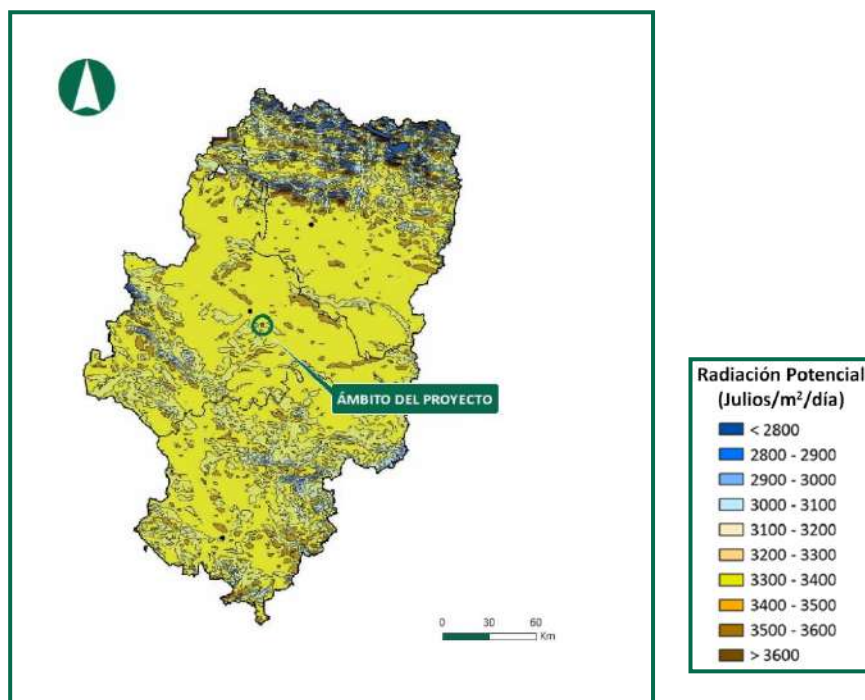 ÁMBITO DEL PROYECTO
0 30 60
Km
Radiación Potencial
(Julios/m²/día)
< 2800
2800 - 2900
2900 - 3000
3000 - 3100
3100 - 3200
3200 - 3300
3300 - 3400
3400 - 3500
3500 - 3600
> 3600